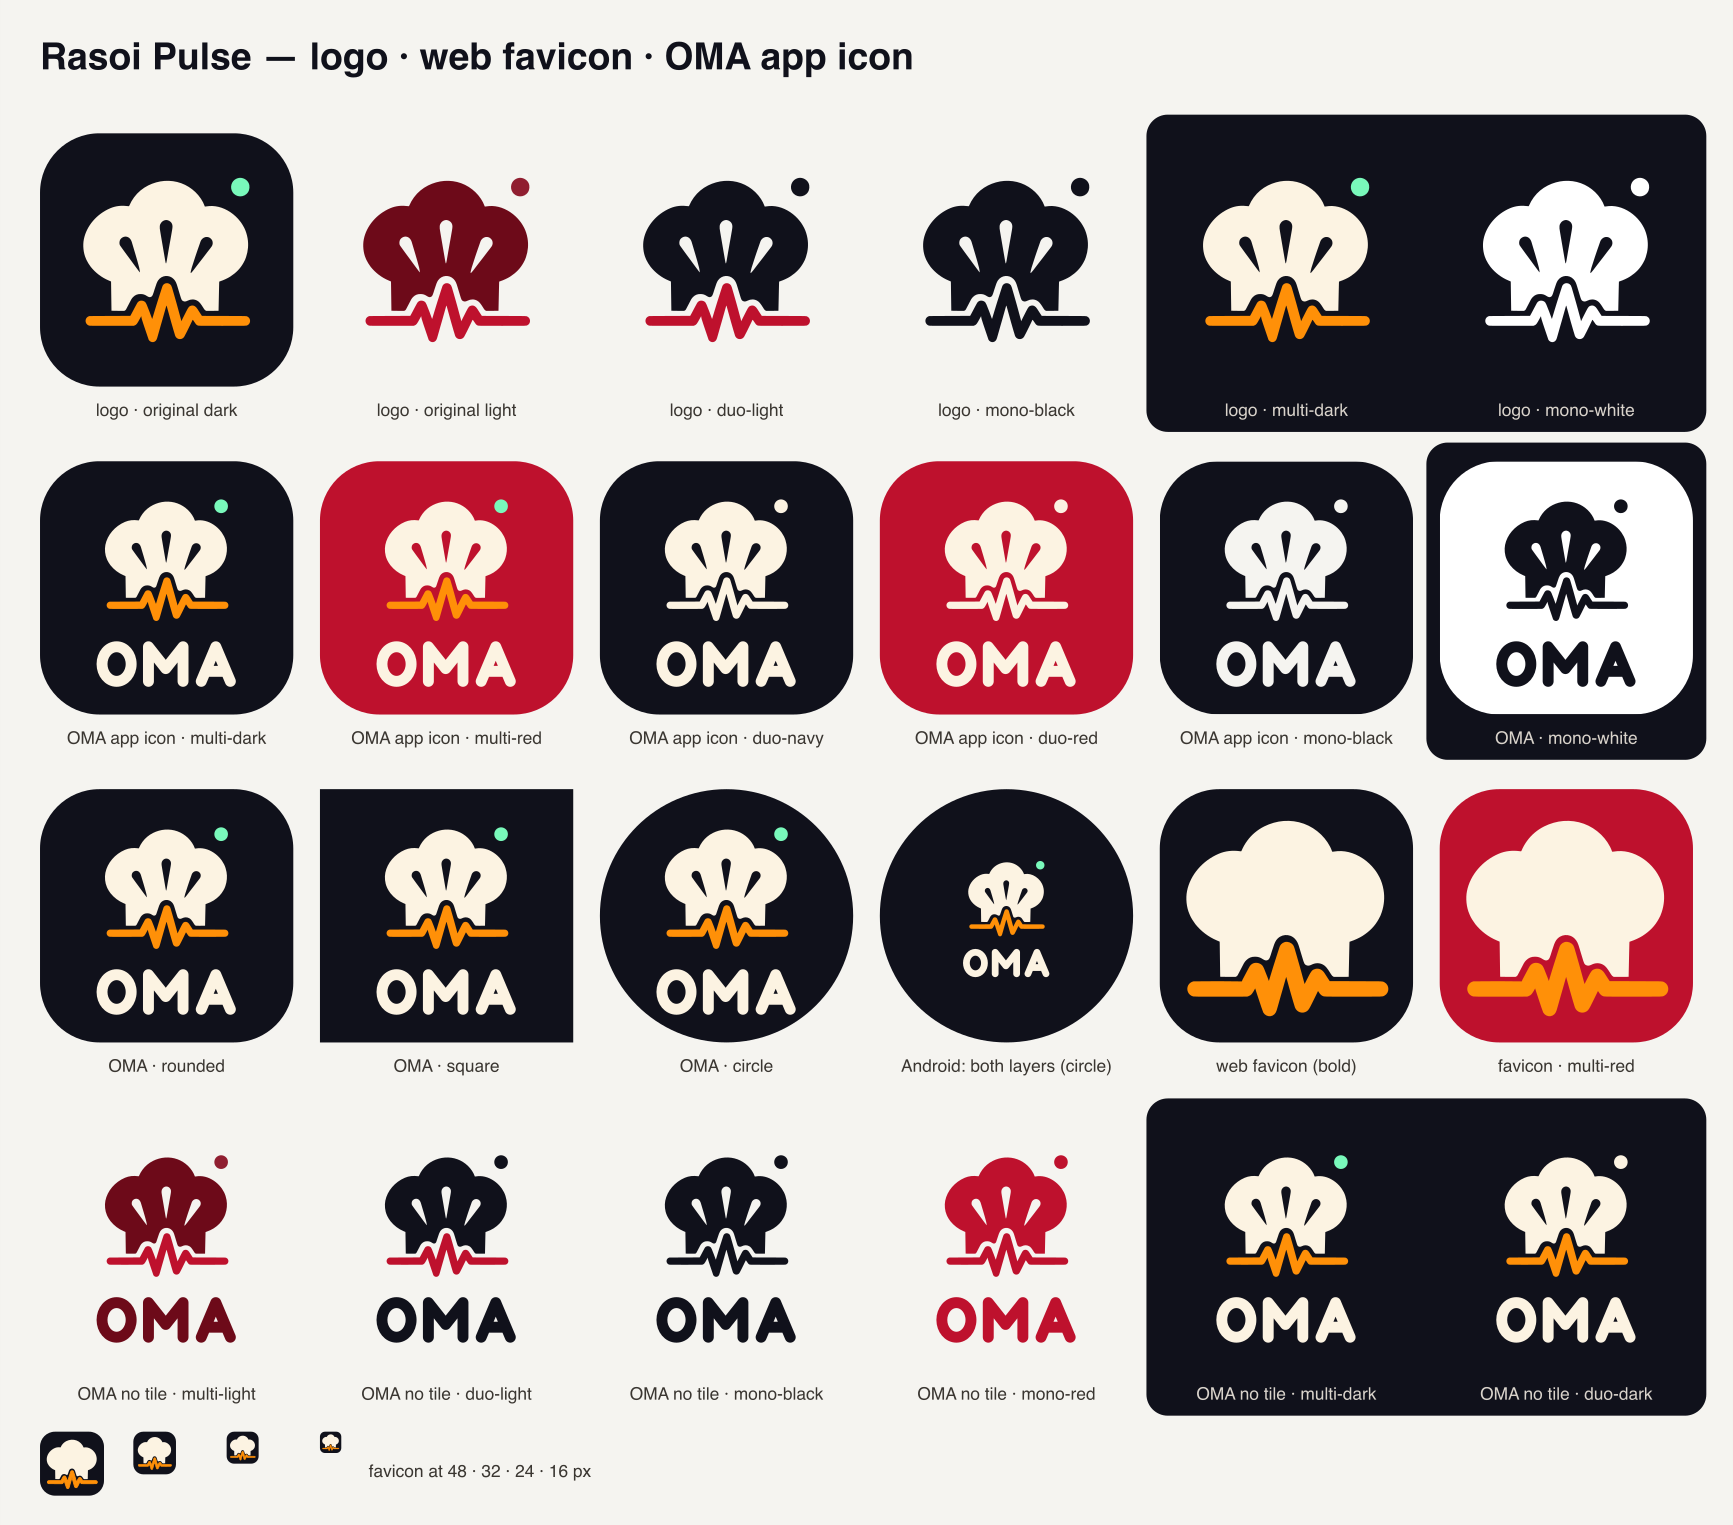 Rasoi Pulse — logo · web favicon · OMA app icon
logo · original dark
logo · original light
logo · duo-light
logo · mono-black
logo · multi-dark
logo · mono-white
OMA
OMA
OMA
OMA
OMA
OMA
OMA app icon · multi-dark
OMA app icon · multi-red
OMA app icon · duo-navy
OMA app icon · duo-red
OMA app icon · mono-black
OMA · mono-white
OMA
OMA
OMA
OMA
OMA · rounded
OMA · square
OMA · circle
Android: both layers (circle)
web favicon (bold)
favicon · multi-red
OMA
OMA
OMA
OMA
OMA
OMA
OMA no tile · multi-light
OMA no tile · duo-light
OMA no tile · mono-black
OMA no tile · mono-red
OMA no tile · multi-dark
OMA no tile · duo-dark
favicon at 48 · 32 · 24 · 16 px